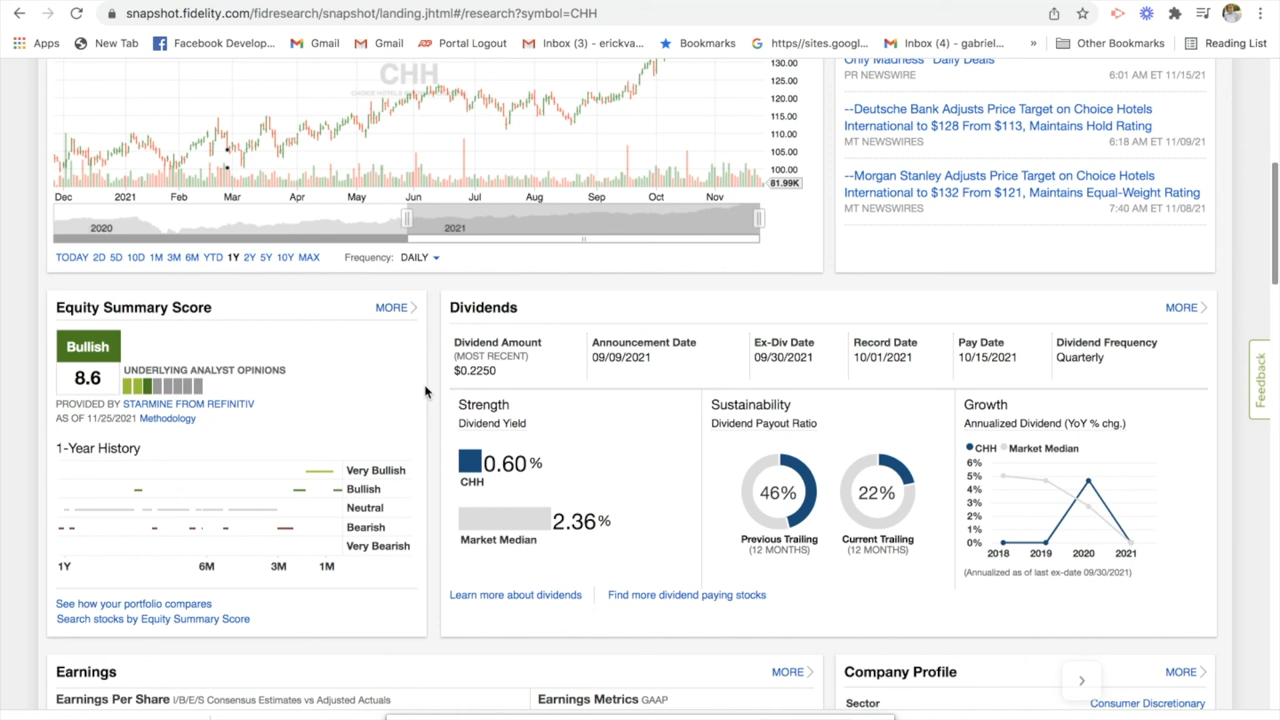 snapshot.fidelity.com/fidresearch/snapshot/landing.jhtml#/research?symbol=CHH
Apps New Tab Facebook Develop... Gmail Gmail Portal Logout Inbox (3) - erickva... Bookmarks https//sites.googl... Inbox (4) - gabriel... » Other Bookmarks Reading List
CHH
CHOICE HOTELS
130.00
125.00
120.00
115.00
110.00
105.00
100.00
81.99K
Dec 2021 Feb Mar Apr May Jun Jul Aug Sep Oct Nov
2020 2021
TODAY 2D 5D 10D 1M 3M 6M YTD 1Y 2Y 5Y 10Y MAX Frequency: DAILY
Only Madness" Daily Deals
PR NEWSWIRE 6:01 AM ET 11/15/21
--Deutsche Bank Adjusts Price Target on Choice Hotels
International to $128 From $113, Maintains Hold Rating
MT NEWSWIRES 6:18 AM ET 11/09/21
--Morgan Stanley Adjusts Price Target on Choice Hotels
International to $132 From $121, Maintains Equal-Weight Rating
MT NEWSWIRES 7:40 AM ET 11/08/21
Equity Summary Score MORE
Bullish
8.6
UNDERLYING ANALYST OPINIONS
PROVIDED BY STARMINE FROM REFINITIV
AS OF 11/25/2021 Methodology
1-Year History
Very Bullish
Bullish
Neutral
Bearish
Very Bearish
1Y 6M 3M 1M
See how your portfolio compares
Search stocks by Equity Summary Score
Dividends MORE
Dividend Amount Announcement Date Ex-Div Date Record Date Pay Date Dividend Frequency
(MOST RECENT) 09/09/2021 09/30/2021 10/01/2021 10/15/2021 Quarterly
$0.2250
Strength
Dividend Yield
0.60 %
CHH
2.36%
Market Median
Sustainability
Dividend Payout Ratio
46% 22%
Previous Trailing Current Trailing
(12 MONTHS) (12 MONTHS)
Growth
Annualized Dividend (YoY % chg.)
CHH Market Median
6%
5%
4%
3%
2%
1%
0%
2018 2019 2020 2021
(Annualized as of last ex-date 09/30/2021)
Learn more about dividends Find more dividend paying stocks
Feedback
Earnings MORE
Earnings Per Share I/B/E/S Consensus Estimates vs Adjusted Actuals Earnings Metrics GAAP
Company Profile MORE
Sector Consumer Discretionary